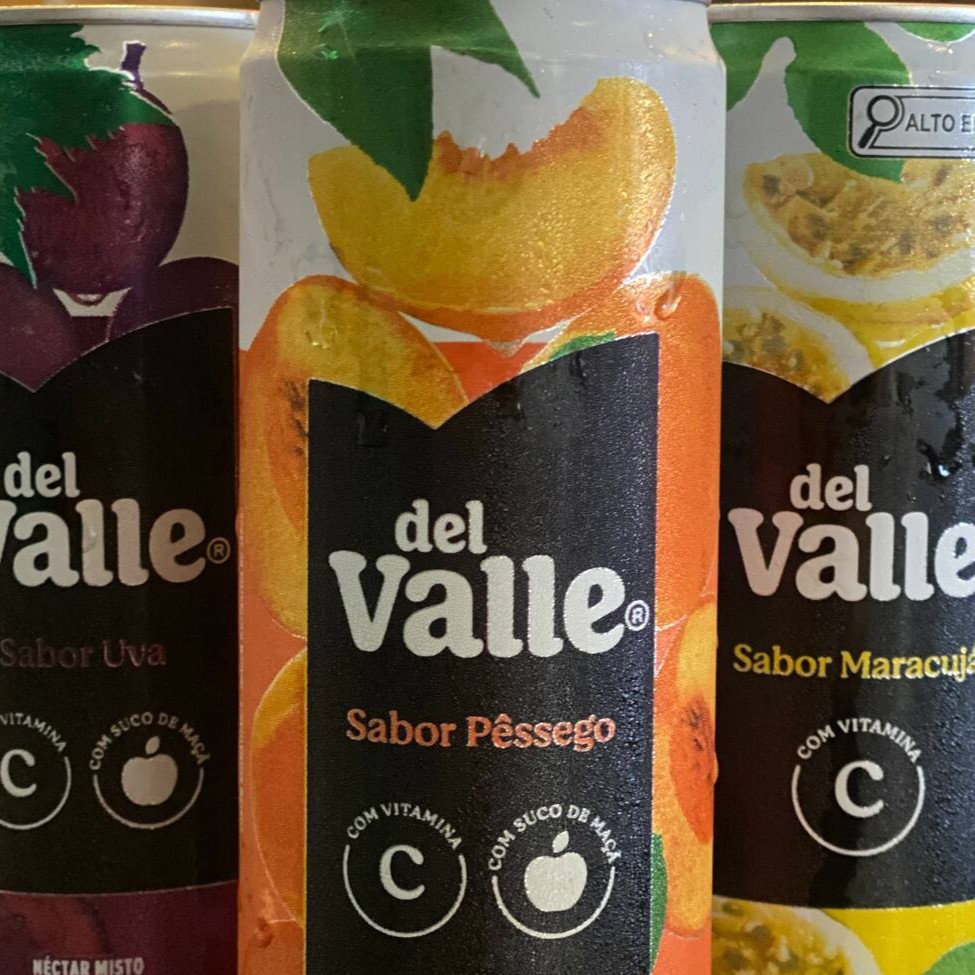 del
Valle®
Sabor Uva
VITAMINA
C
COM SUCO DE MAÇÃ
NÉCTAR MISTO
del
Valle®
Sabor Pêssego
COM VITAMINA
C
COM SUCO DE MAÇÃ
ALTO E
del
Valle
Sabor Maracujá
COM VITAMINA
C